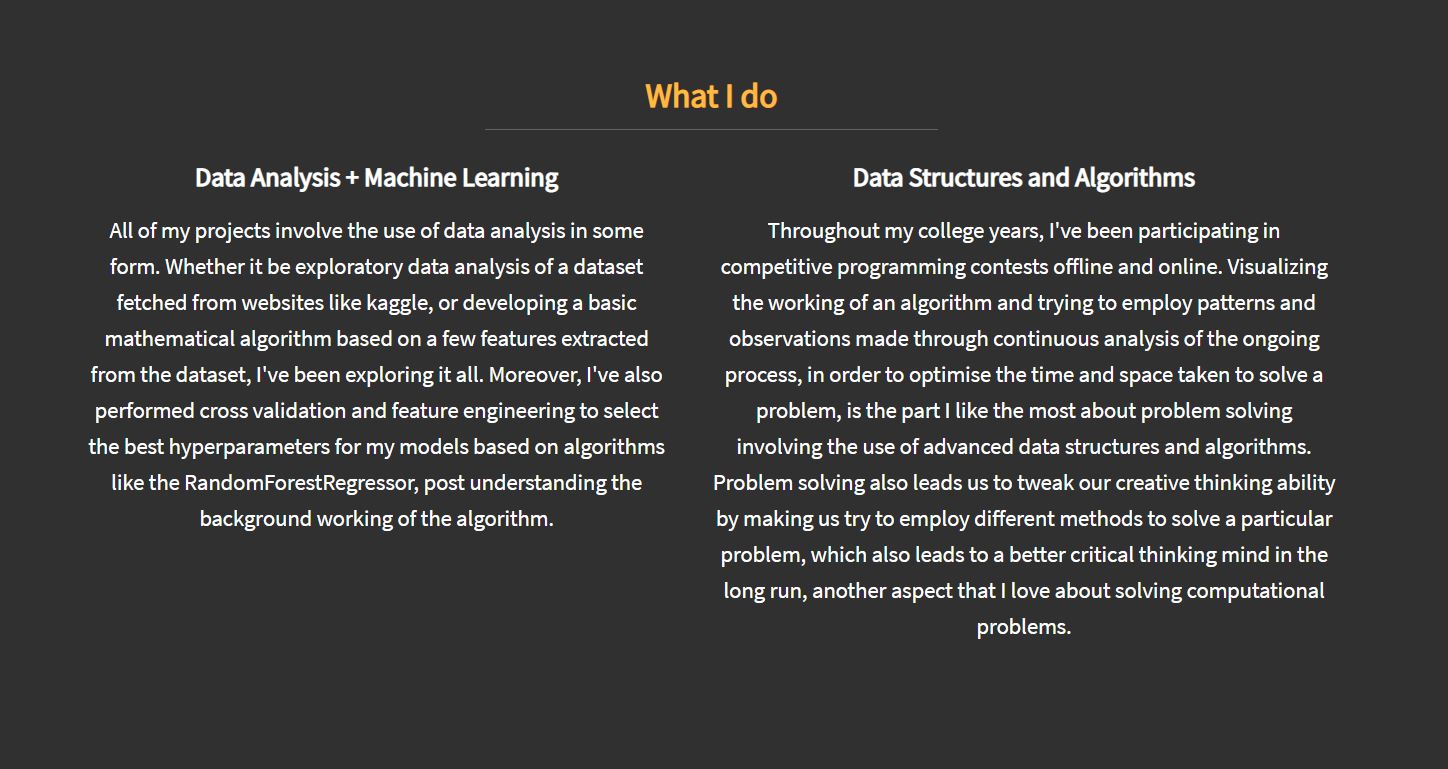 What I do
Data Analysis + Machine Learning
All of my projects involve the use of data analysis in some
form. Whether it be exploratory data analysis of a dataset
fetched from websites like kaggle, or developing a basic
mathematical algorithm based on a few features extracted
from the dataset, I've been exploring it all. Moreover, I've also
performed cross validation and feature engineering to select
the best hyperparameters for my models based on algorithms
like the RandomForestRegressor, post understanding the
background working of the algorithm.
Data Structures and Algorithms
Throughout my college years, I've been participating in
competitive programming contests offline and online. Visualizing
the working of an algorithm and trying to employ patterns and
observations made through continuous analysis of the ongoing
process, in order to optimise the time and space taken to solve a
problem, is the part I like the most about problem solving
involving the use of advanced data structures and algorithms.
Problem solving also leads us to tweak our creative thinking ability
by making us try to employ different methods to solve a particular
problem, which also leads to a better critical thinking mind in the
long run, another aspect that I love about solving computational
problems.